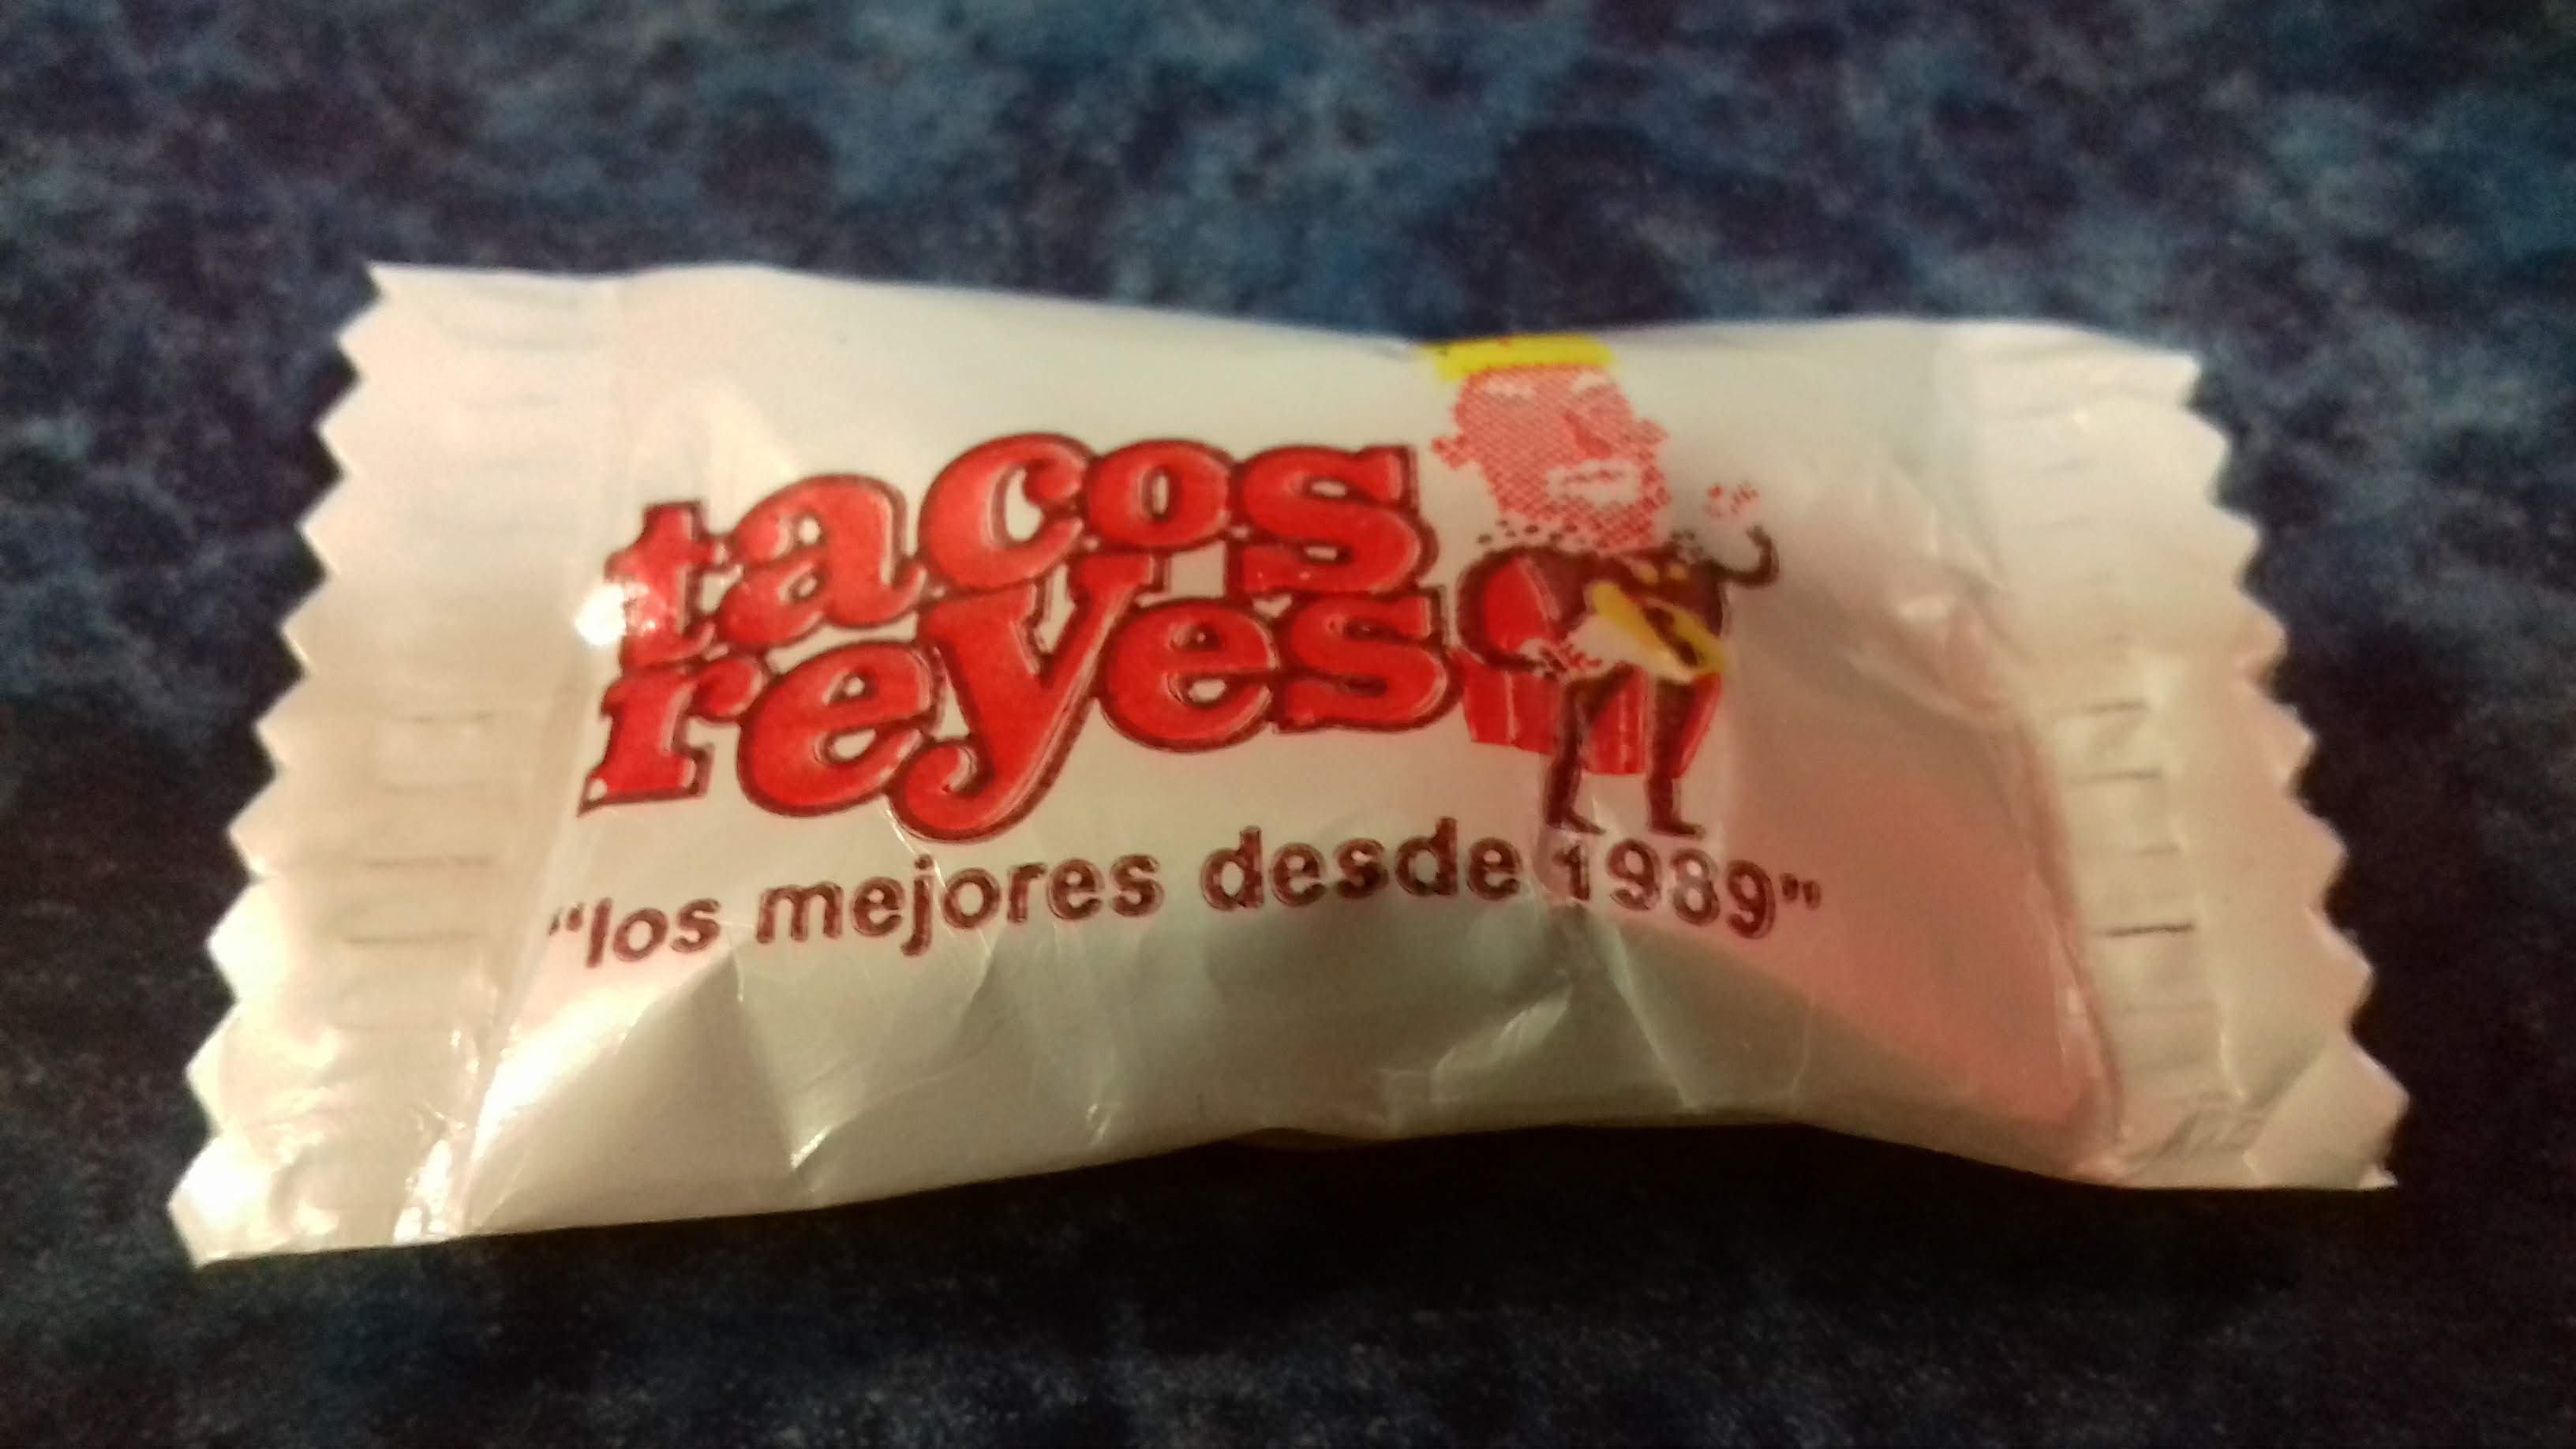 tacos
reyes
"los mejores desde 1989"